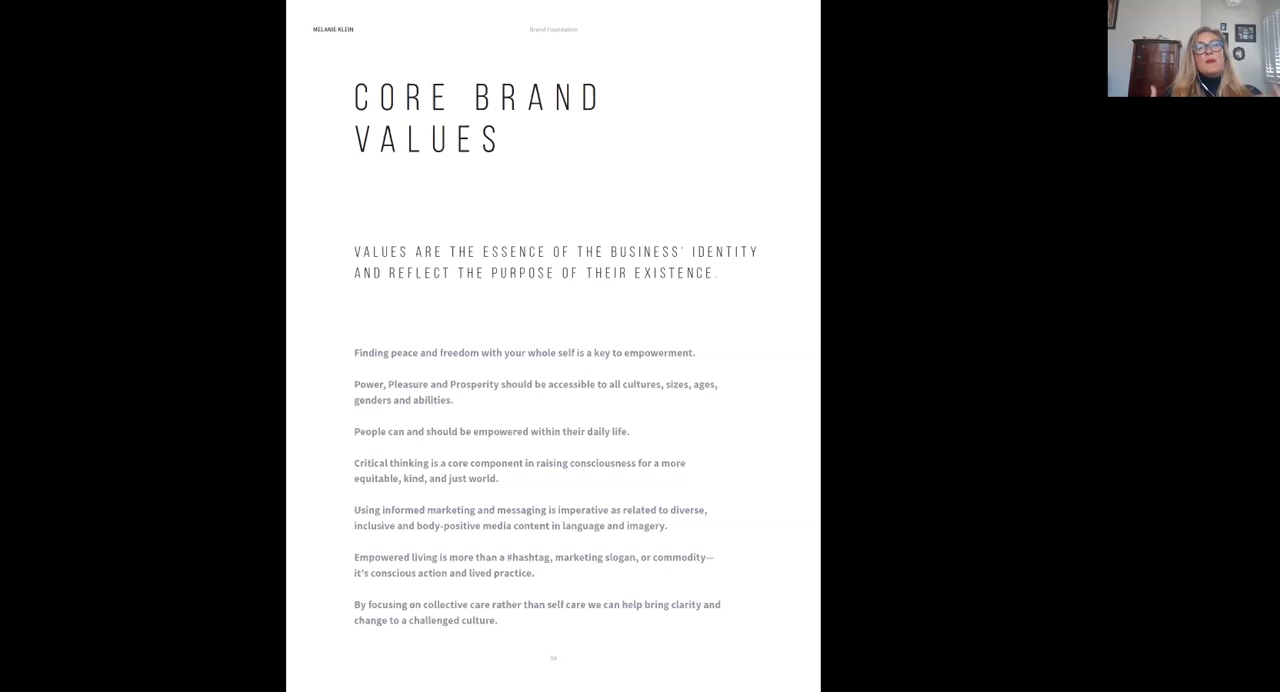 MELANIE KLEIN
Brand Foundation
CORE BRAND
VALUES
VALUES ARE THE ESSENCE OF THE BUSINESS' IDENTITY
AND REFLECT THE PURPOSE OF THEIR EXISTENCE.
Finding peace and freedom with your whole self is a key to empowerment.
Power, Pleasure and Prosperity should be accessible to all cultures, sizes, ages,
genders and abilities.
People can and should be empowered within their daily life.
Critical thinking is a core component in raising consciousness for a more
equitable, kind, and just world.
Using informed marketing and messaging is imperative as related to diverse,
inclusive and body-positive media content in language and imagery.
Empowered living is more than a #hashtag, marketing slogan, or commodity—
it's conscious action and lived practice.
By focusing on collective care rather than self care we can help bring clarity and
change to a challenged culture.
04